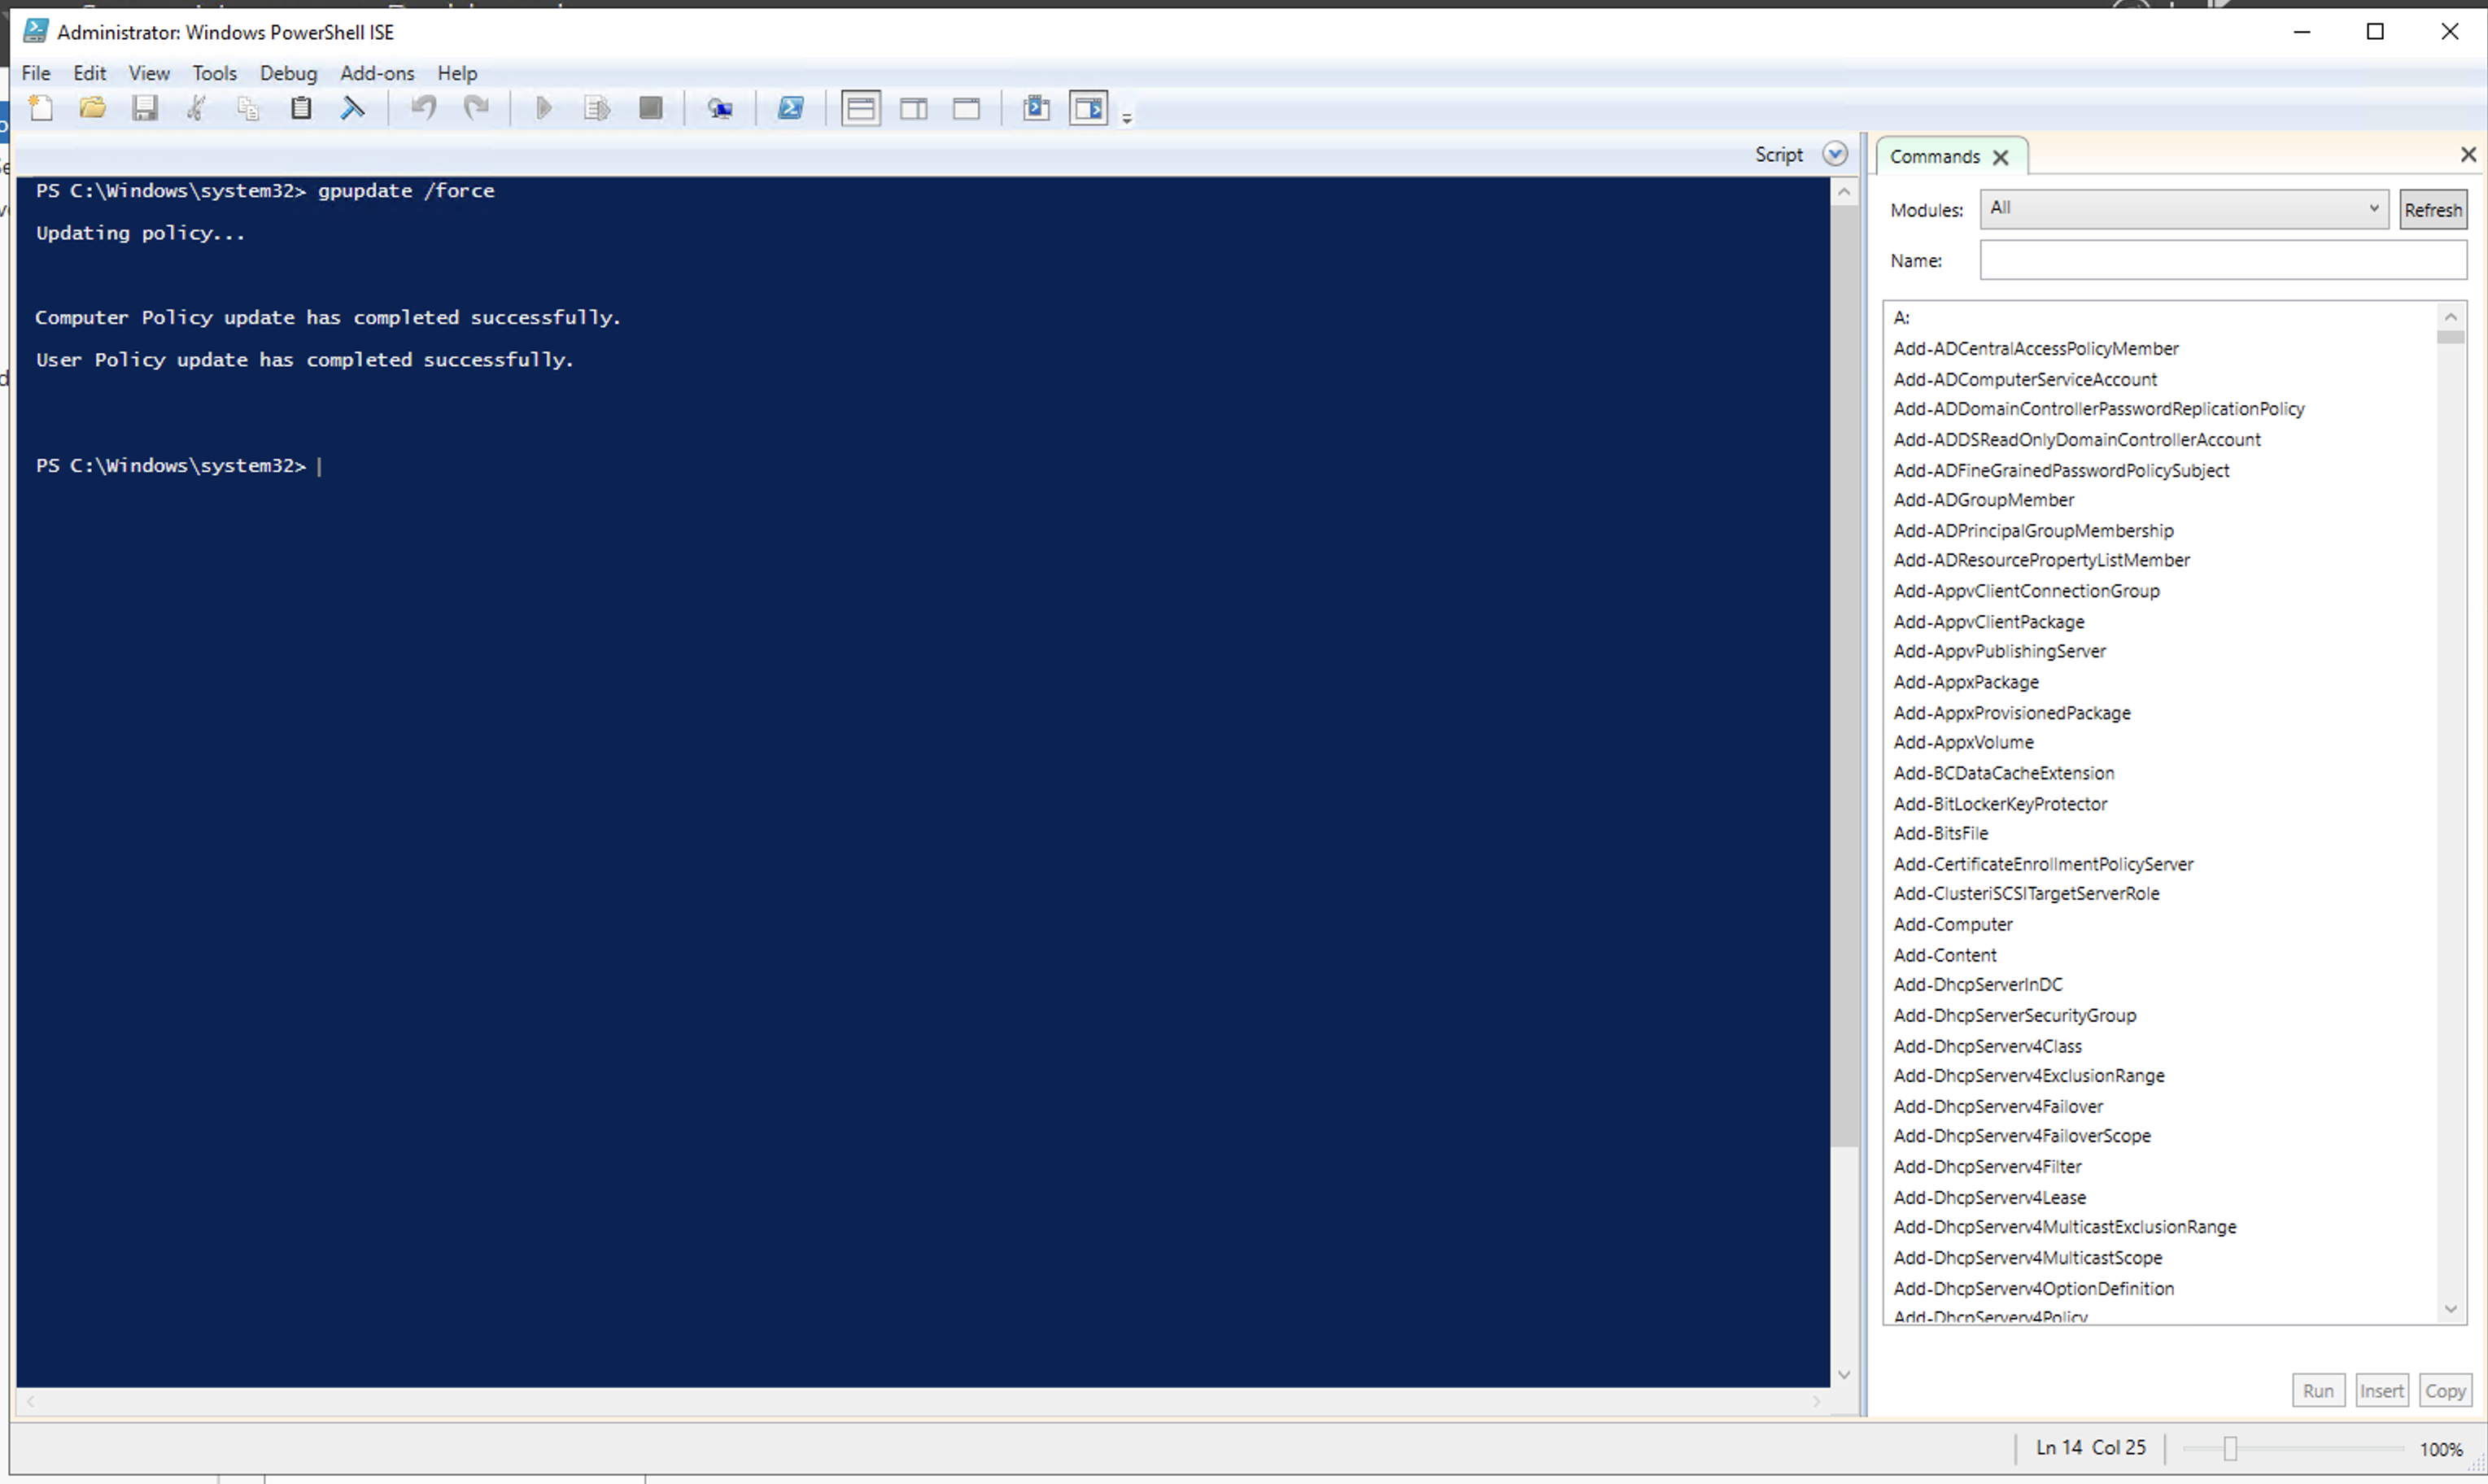 Administrator: Windows PowerShell ISE
File Edit View Tools Debug Add-ons Help
Script
PS C:\Windows\system32> gpupdate /force
Updating policy...
Computer Policy update has completed successfully.
User Policy update has completed successfully.
PS C:\Windows\system32>
Commands
Modules: All Refresh
Name:
A:
Add-ADCentralAccessPolicyMember
Add-ADComputerServiceAccount
Add-ADDomainControllerPasswordReplicationPolicy
Add-ADDSReadOnlyDomainControllerAccount
Add-ADFineGrainedPasswordPolicySubject
Add-ADGroupMember
Add-ADPrincipalGroupMembership
Add-ADResourcePropertyListMember
Add-AppvClientConnectionGroup
Add-AppvClientPackage
Add-AppvPublishingServer
Add-AppxPackage
Add-AppxProvisionedPackage
Add-AppxVolume
Add-BCDataCacheExtension
Add-BitLockerKeyProtector
Add-BitsFile
Add-CertificateEnrollmentPolicyServer
Add-ClusteriSCSITargetServerRole
Add-Computer
Add-Content
Add-DhcpServerInDC
Add-DhcpServerSecurityGroup
Add-DhcpServerv4Class
Add-DhcpServerv4ExclusionRange
Add-DhcpServerv4Failover
Add-DhcpServerv4FailoverScope
Add-DhcpServerv4Filter
Add-DhcpServerv4Lease
Add-DhcpServerv4MulticastExclusionRange
Add-DhcpServerv4MulticastScope
Add-DhcpServerv4OptionDefinition
Add-DhcpServerv4Policy
Run Insert Copy
Ln 14 Col 25 100%